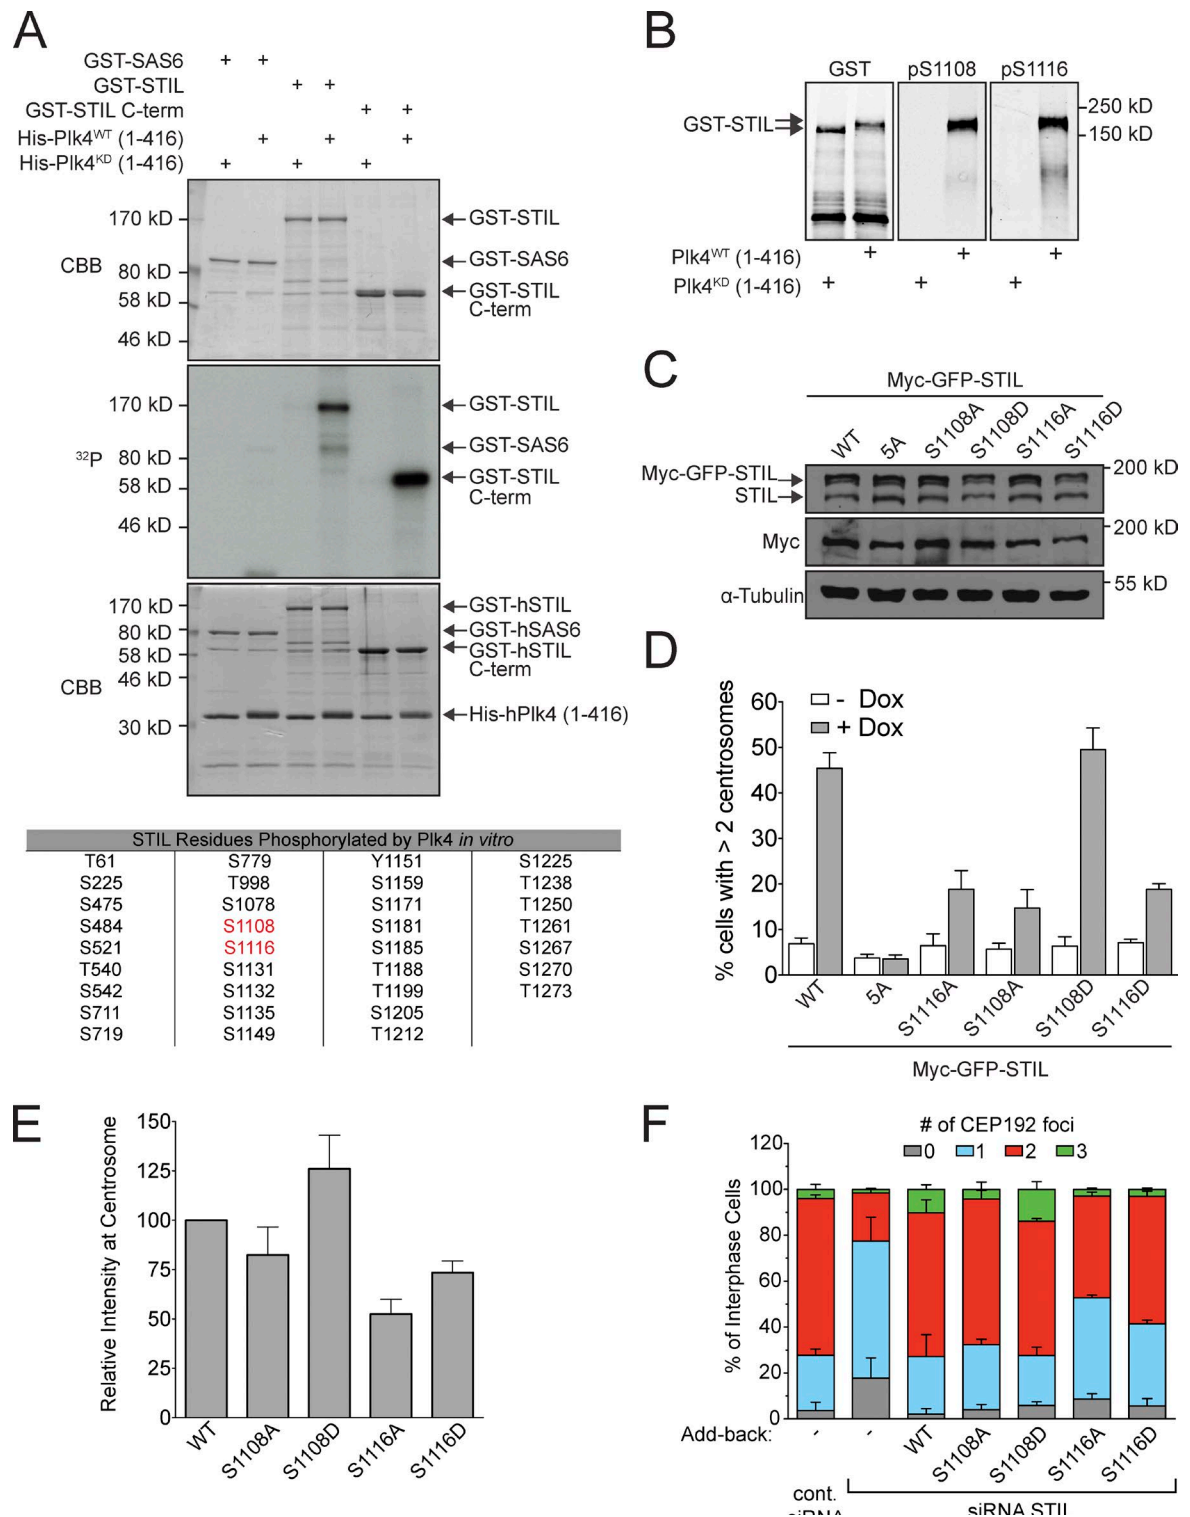 A
GST-SAS6 + +
GST-STIL + +
GST-STIL C-term + +
His-Plk4WT (1-416) + + +
His-Plk4KD (1-416) + + +
170 kD
80 kD
58 kD
46 kD
CBB
GST-STIL
GST-SAS6
GST-STIL
C-term
170 kD
80 kD
58 kD
46 kD
32P
GST-STIL
GST-SAS6
GST-STIL
C-term
170 kD
80 kD
58 kD
46 kD
30 kD
CBB
GST-hSTIL
GST-hSAS6
GST-hSTIL
C-term
His-hPlk4 (1-416)
STIL Residues Phosphorylated by Plk4 in vitro
T61 S779 Y1151 S1225
S225 T998 S1159 T1238
S475 S1078 S1171 T1250
S484 S1108 S1181 T1261
S521 S1116 S1185 S1267
T540 S1131 T1188 S1270
S542 S1132 T1199 T1273
S711 S1135 S1205
S719 S1149 T1212
B
GST pS1108 pS1116
GST-STIL
250 kD
150 kD
Plk4WT (1-416) + + +
Plk4KD (1-416) + + +
C
Myc-GFP-STIL
WT 5A S1108A S1108D S1116A S1116D
Myc-GFP-STIL
STIL
200 kD
Myc
200 kD
α-Tubulin
55 kD
D
% cells with > 2 centrosomes
60
50
40
30
20
10
0
- Dox
+ Dox
WT 5A S1116A S1108A S1108D S1116D
Myc-GFP-STIL
E
Relative Intensity at Centrosome
150
125
100
75
50
25
0
WT S1108A S1108D S1116A S1116D
F
# of CEP192 foci
0 1 2 3
% of Interphase Cells
120
100
80
60
40
20
0
Add-back: - - WT S1108A S1108D S1116A S1116D
cont.
siRNA
siRNA STIL